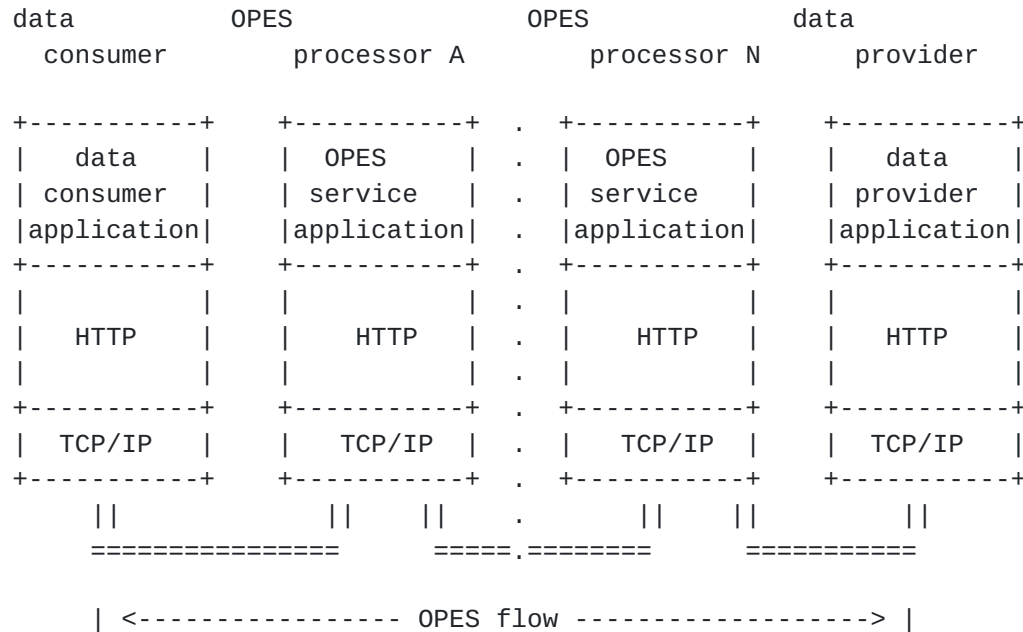 data           OPES               OPES             data
  consumer        processor A        processor N      provider
+-----------+    +-----------+  .  +-----------+    +-----------+
|   data    |    |  OPES     |  .  |  OPES     |    |   data    |
| consumer  |    | service   |  .  | service   |    | provider  |
|application|    |application|  .  |application|    |application|
+-----------+    +-----------+  .  +-----------+    +-----------+
|           |    |           |  .  |           |    |           |
|   HTTP    |    |    HTTP   |  .  |    HTTP   |    |   HTTP    |
|           |    |           |  .  |           |    |           |
+-----------+    +-----------+  .  +-----------+    +-----------+
|  TCP/IP   |    |   TCP/IP  |  .  |   TCP/IP  |    |  TCP/IP   |
+-----------+    +-----------+  .  +-----------+    +-----------+
     ||             ||    ||    .       ||    ||         ||
     ================      =====.========      ===========
     | <----------------- OPES flow -------------------> |